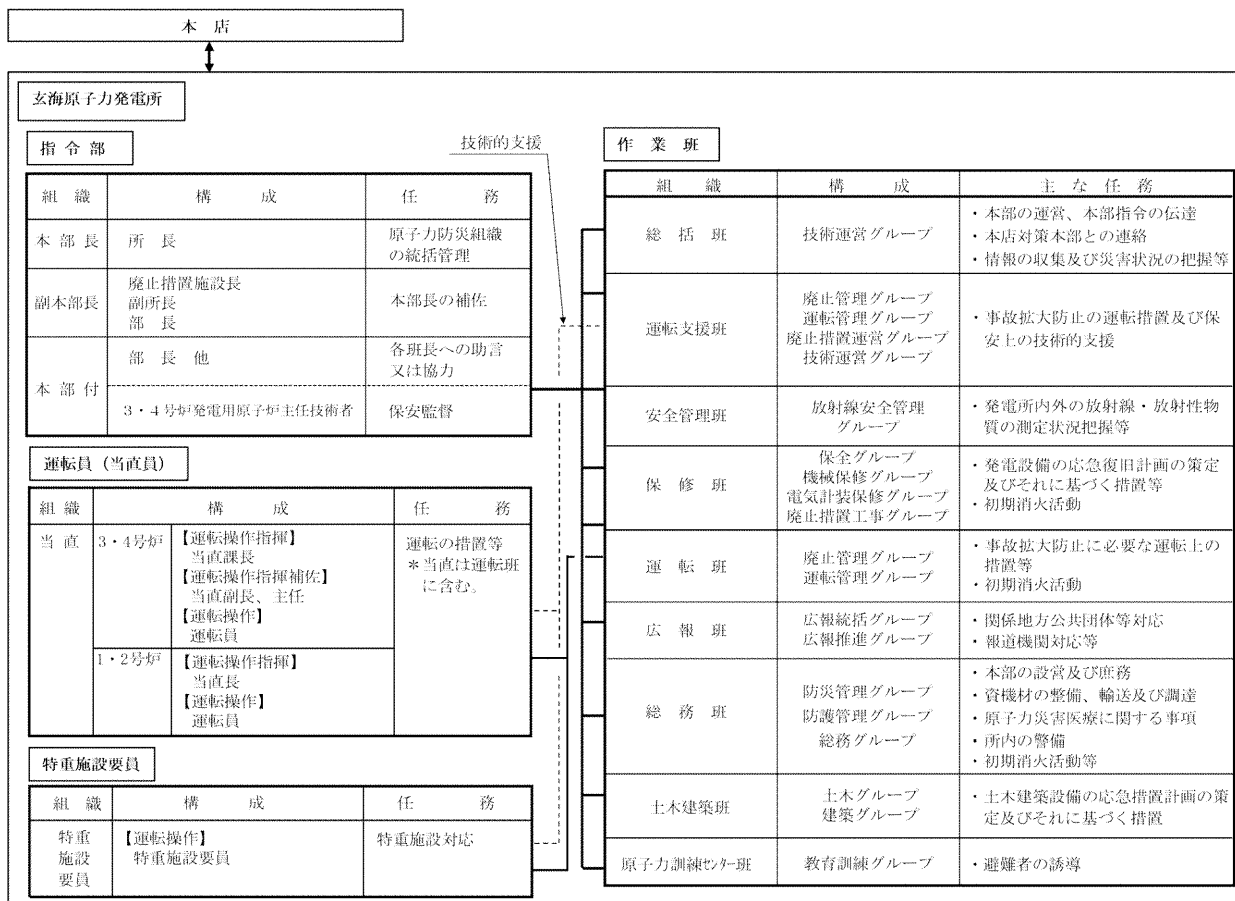 本店
玄海原子力発電所
指令部
組織 構成 任務
本部長 所長 原子力防災組織
の統括管理
副本部長 廃止措置施設長
副所長
部長
本部長の補佐
本部付 部長他 各班長への助言
又は協力
3・4号炉発電用原子炉主任技術者 保安監督
運転員（当直員）
組織 構成 任務
当直 3・4号炉 【運転操作指揮】
当直課長
【運転操作指揮補佐】
当直副長、主任
【運転操作】
運転員
1・2号炉 【運転操作指揮】
当直長
【運転操作】
運転員
運転の措置等
＊当直は運転班
に含む。
特重施設要員
組織 構成 任務
特重
施設
要員
【運転操作】
特重施設要員
特重施設対応
技術的支援
作業班
組織 構成 主な任務
総括班 技術運営グループ
・本部の運営、本部指令の伝達
・本店対策本部との連絡
・情報の収集及び災害状況の把握等
運転支援班
廃止管理グループ
運転管理グループ
廃止措置運営グループ
技術運営グループ
・事故拡大防止の運転措置及び保
安上の技術的支援
安全管理班
放射線安全管理
グループ
・発電所内外の放射線・放射性物
質の測定状況把握等
保修班
保全グループ
機械保修グループ
電気計装保修グループ
廃止措置工事グループ
・発電設備の応急復旧計画の策定
及びそれに基づく措置等
・初期消火活動
運転班
廃止管理グループ
運転管理グループ
・事故拡大防止に必要な運転上の
措置等
・初期消火活動
広報班
広報統括グループ
広報推進グループ
・関係地方公共団体等対応
・報道機関対応等
総務班
防災管理グループ
防護管理グループ
総務グループ
・本部の設営及び庶務
・資機材の整備、輸送及び調達
・原子力災害医療に関する事項
・所内の警備
・初期消火活動等
土木建築班
土木グループ
建築グループ
・土木建築設備の応急措置計画の策
定及びそれに基づく措置
原子力訓練ｾﾝﾀｰ班 教育訓練グループ ・避難者の誘導